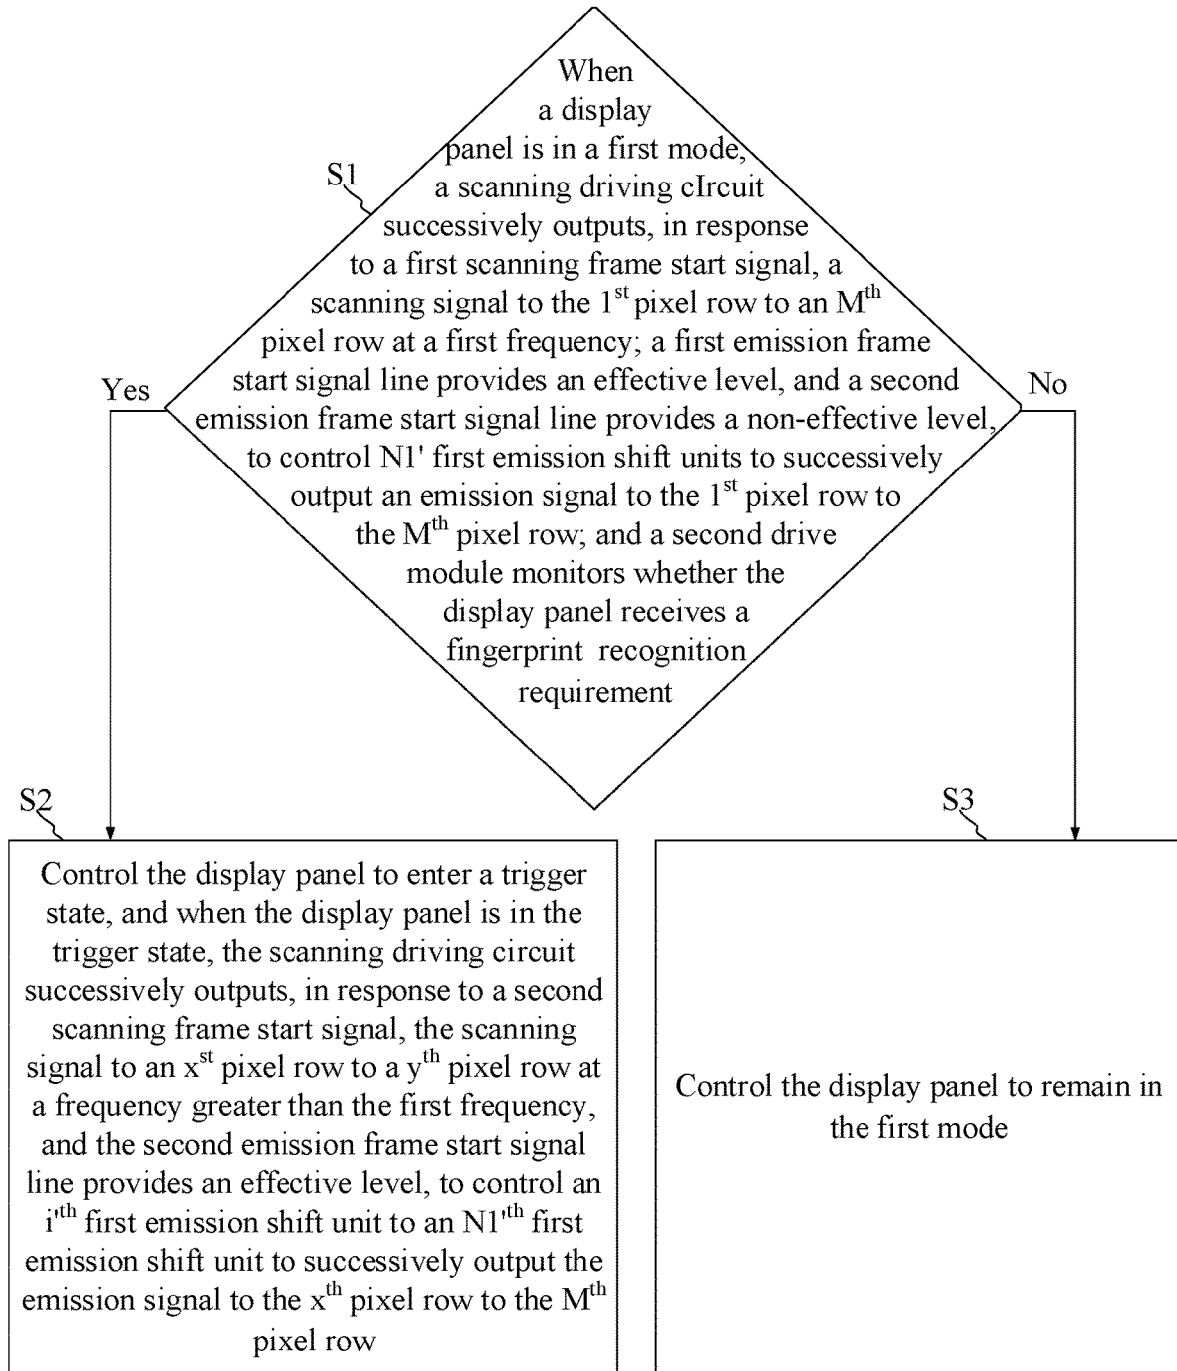 When
a display
panel is in a first mode,
S1
a scanning driving cIrcuit
successively outputs, in response
to a first scanning frame start signal, a
scanning signal to the 1st pixel row to an Mth
pixel row at a first frequency; a first emission frame
Yes
start signal line provides an effective level, and a second
No
emission frame start signal line provides a non-effective level,
to control N1' first emission shift units to successively
output an emission signal to the 1st pixel row to
the Mth pixel row; and a second drive
module monitors whether the
display panel receives a
fingerprint recognition
requirement
S2
Control the display panel to enter a trigger
state, and when the display panel is in the
trigger state, the scanning driving circuit
successively outputs, in response to a second
scanning frame start signal, the scanning
signal to an xst pixel row to a yth pixel row at
a frequency greater than the first frequency,
and the second emission frame start signal
line provides an effective level, to control an
i'th first emission shift unit to an N1'th first
emission shift unit to successively output the
emission signal to the xth pixel row to the Mth
pixel row
S3
Control the display panel to remain in
the first mode